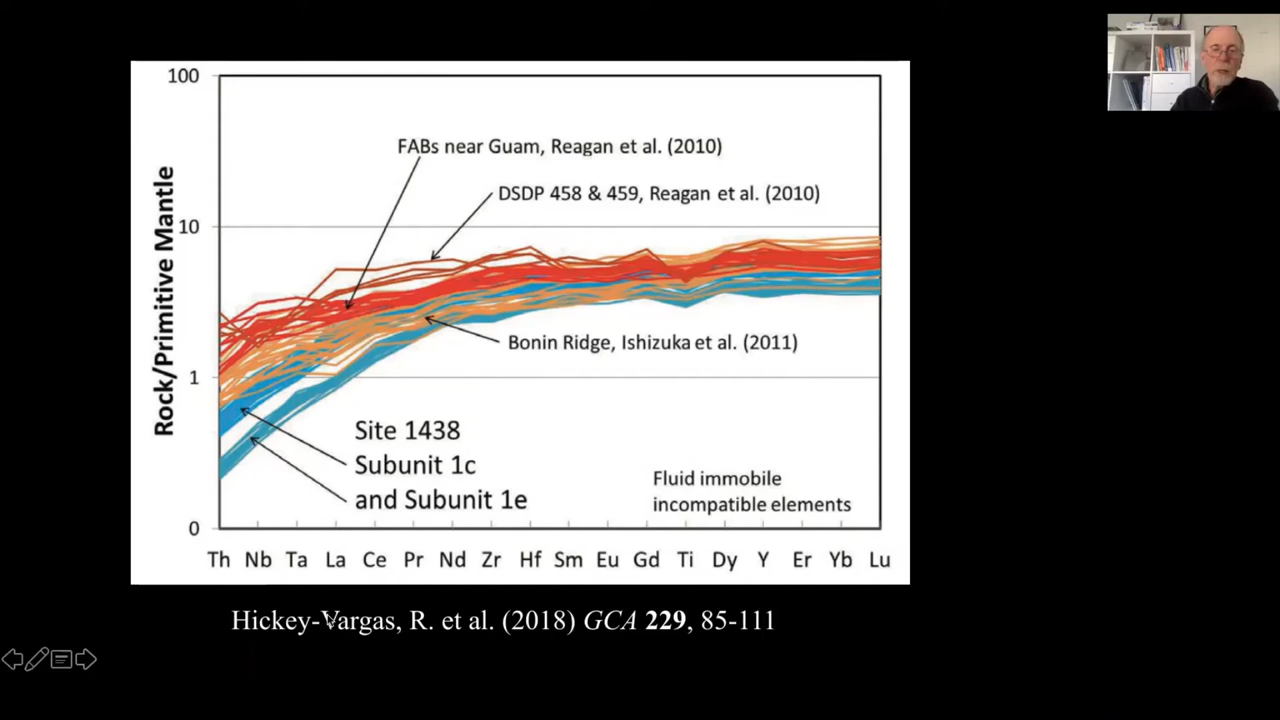 100
FABs near Guam, Reagan et al. (2010)
DSDP 458 & 459, Reagan et al. (2010)
Rock/Primitive Mantle
10
Bonin Ridge, Ishizuka et al. (2011)
1
Site 1438
Subunit 1c
and Subunit 1e
Fluid immobile
incompatible elements
0
Th Nb Ta La Ce Pr Nd Zr Hf Sm Eu Gd Ti Dy Y Er Yb Lu
Hickey-Vargas, R. et al. (2018) GCA 229, 85-111